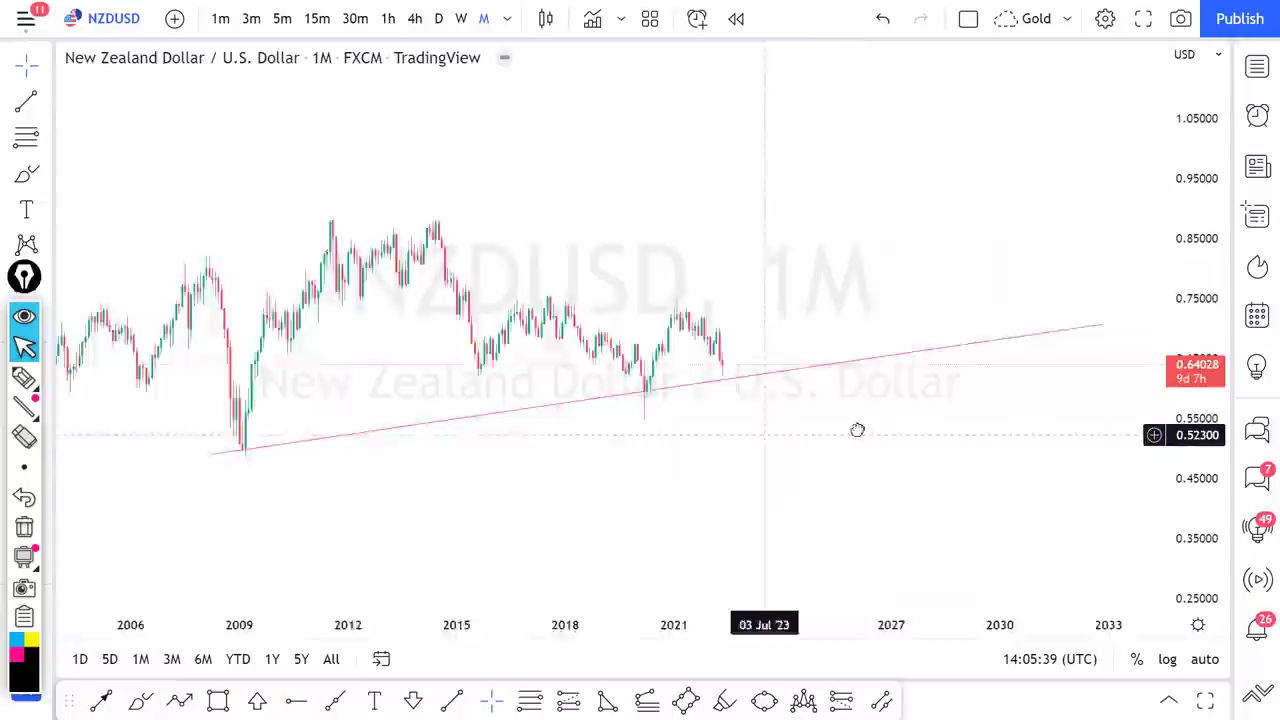 11
NZDUSD
1m 3m 5m 15m 30m 1h 4h D W M
Gold
Publish
New Zealand Dollar / U.S. Dollar · 1M · FXCM · TradingView
USD
1.05000
0.95000
0.85000
0.75000
0.64028
9d 7h
0.55000
0.52300
0.45000
0.35000
0.25000
NZDUSD, 1M
New Zealand Dollar / U.S. Dollar
7
49
26
2006 2009 2012 2015 2018 2021 03 Jul '23 2027 2030 2033
1D 5D 1M 3M 6M YTD 1Y 5Y All
14:05:39 (UTC) % log auto